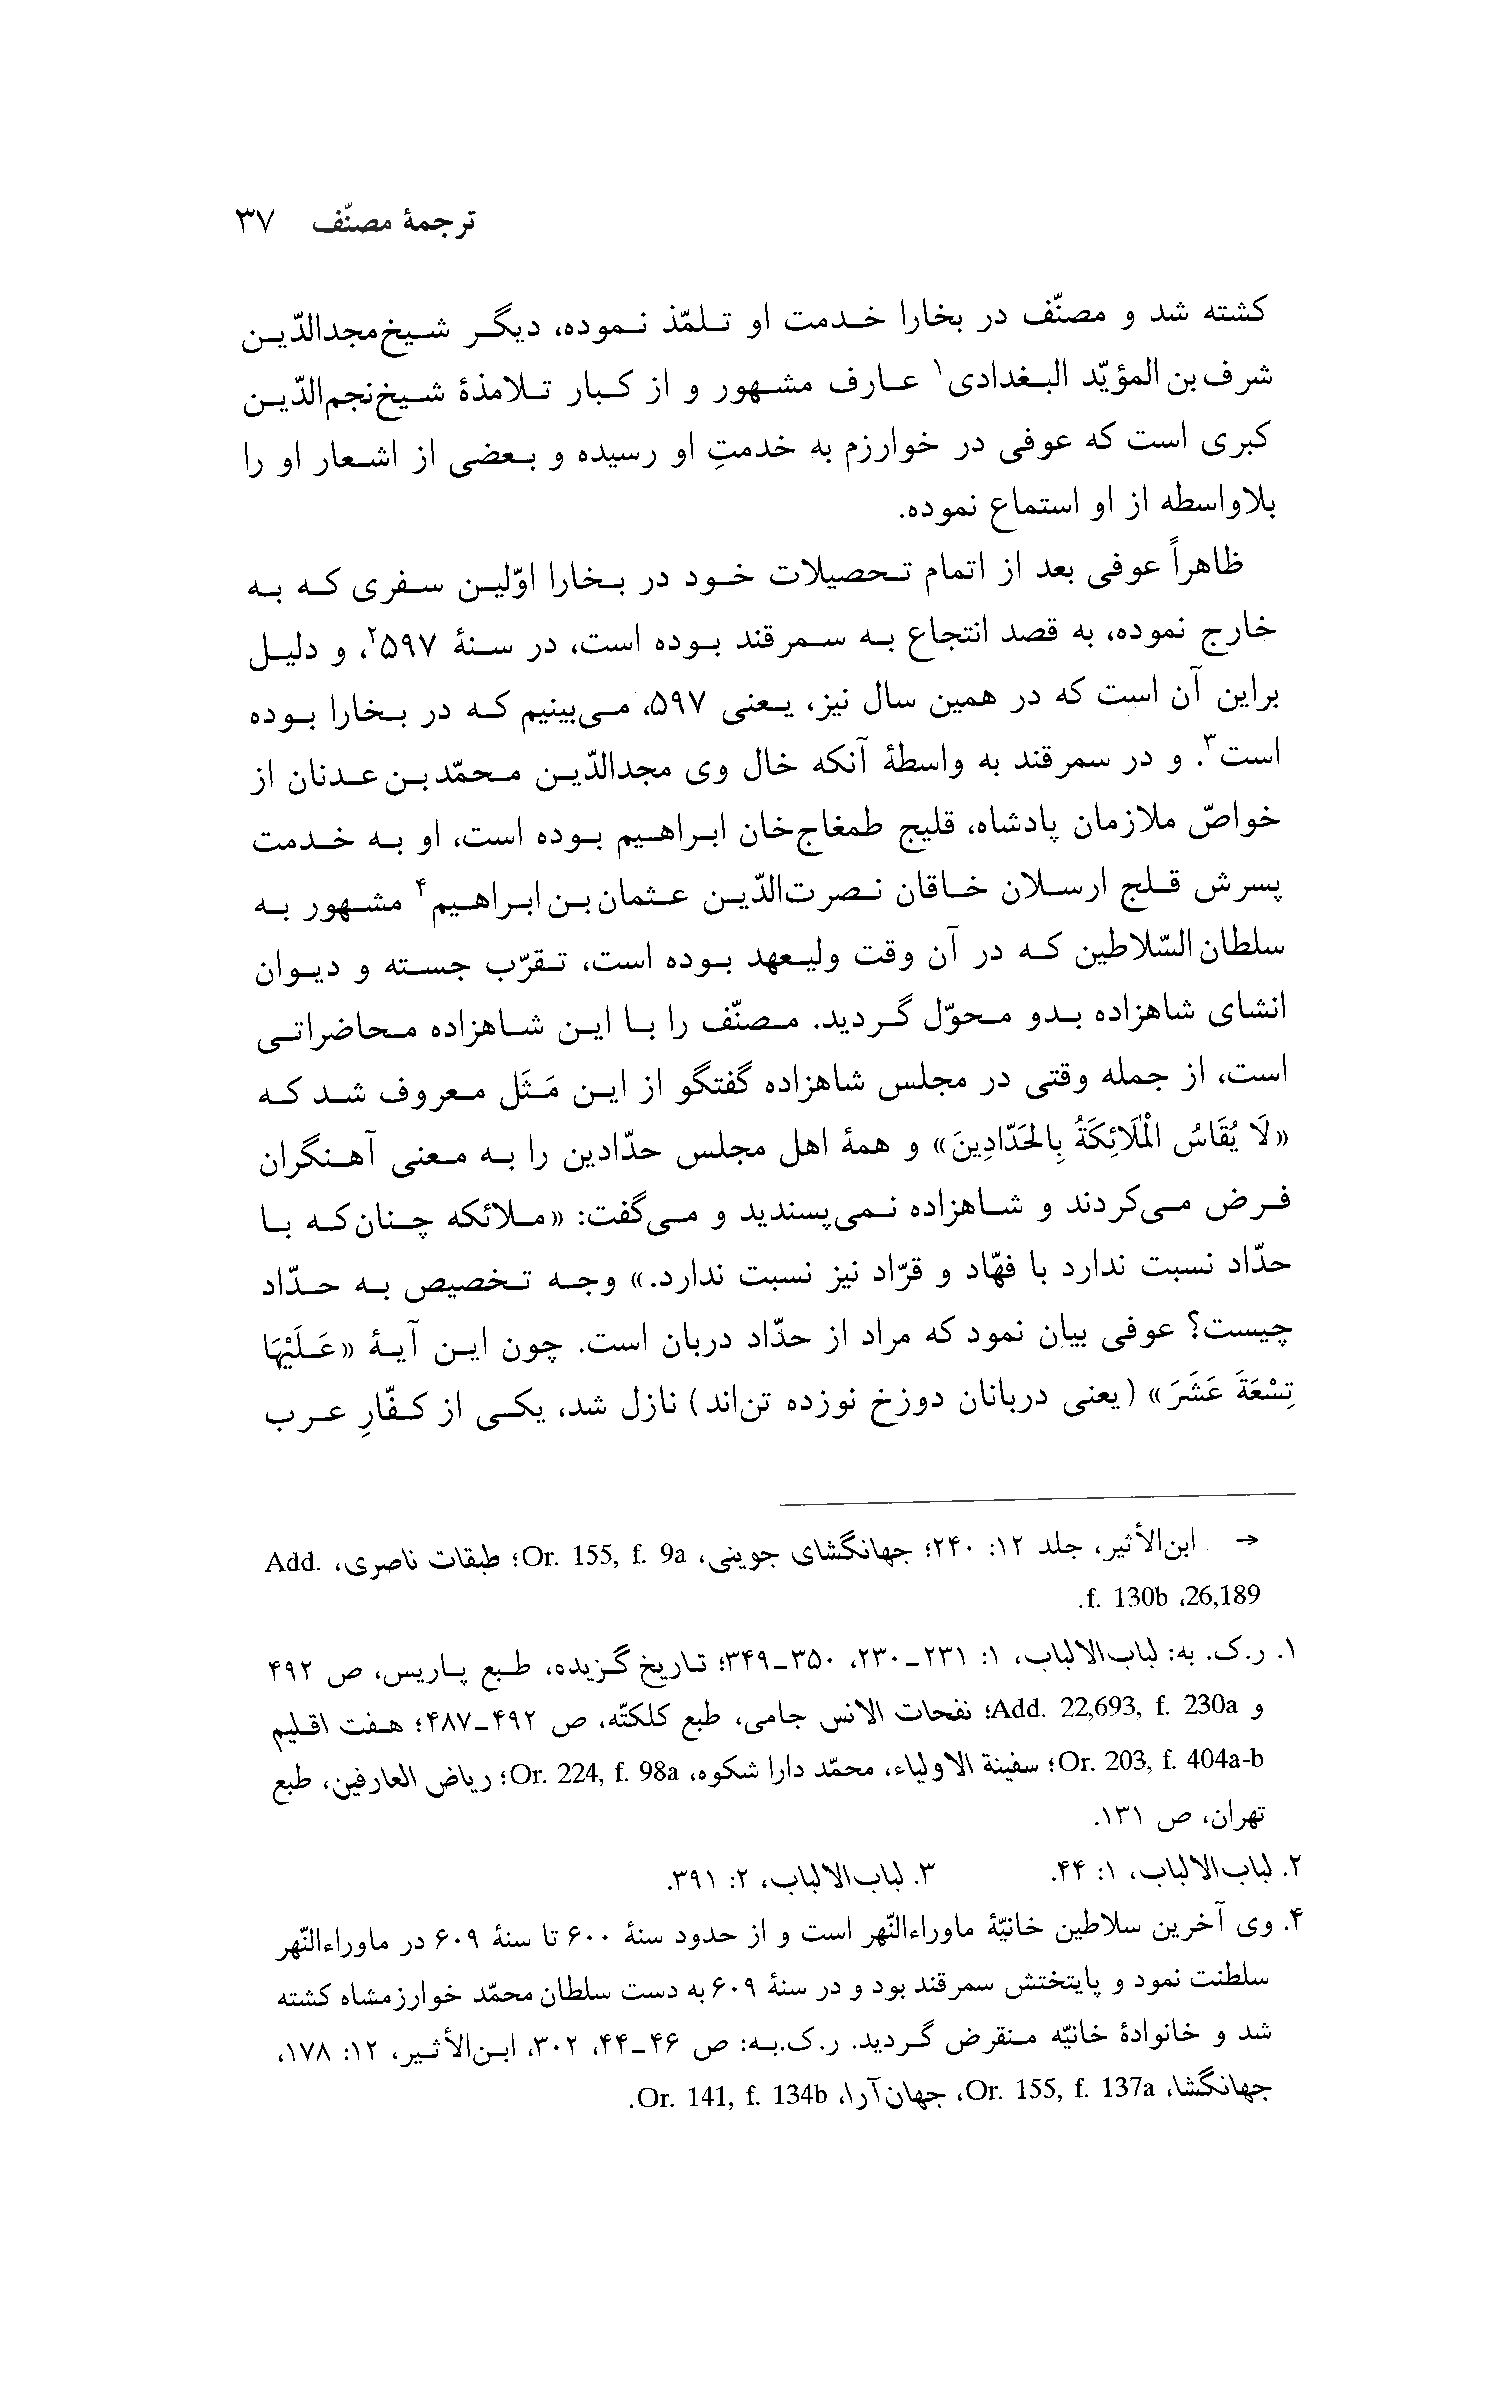 ترجمهٔ مصنّف ۳۷
کشته شد و مصنّف در بخارا خدمت او تلمّذ نموده، دیگر شیخ‌مجدالدّین
شرف‌بن المؤیّد البغدادی۱ عارف مشهور و از کبار تلامذهٔ شیخ‌نجم‌الدّین
کبری است که عوفی در خوارزم به خدمتِ او رسیده و بعضی از اشعار او را
بلاواسطه از او استماع نموده.
ظاهراً عوفی بعد از اتمام تحصیلات خود در بخارا اوّلین سفری که به
خارج نموده، به قصد انتجاع به سمرقند بوده است، در سنهٔ ۵۹۷۲، و دلیل
براین آن است که در همین سال نیز، یعنی ۵۹۷، می‌بینیم که در بخارا بوده
است۳. و در سمرقند به واسطهٔ آنکه خال وی مجدالدّین محمّدبن‌عدنان از
خواصّ ملازمان پادشاه، قلیج طمغاج‌خان ابراهیم بوده است، او به خدمت
پسرش قلج ارسلان خاقان نصرت‌الدّین عثمان‌بن‌ابراهیم۴ مشهور به
سلطان‌السّلاطین که در آن وقت ولیعهد بوده است، تقرّب جسته و دیوان
انشای شاهزاده بدو محوّل گردید. مصنّف را با این شاهزاده محاضراتی
است، از جمله وقتی در مجلس شاهزاده گفتگو از این مَثَل معروف شد که
«لَا یُقَاسُ الْمَلَائِکَةُ بِالحَدّادِینَ» و همهٔ اهل مجلس حدّادین را به معنی آهنگران
فرض می‌کردند و شاهزاده نمی‌پسندید و می‌گفت: «ملائکه چنان‌که با
حدّاد نسبت ندارد با فهّاد و قرّاد نیز نسبت ندارد.» وجه تخصیص به حدّاد
چیست؟ عوفی بیان نمود که مراد از حدّاد دربان است. چون این آیهٔ «عَلَیْهَا
تِسْعَةَ عَشَرَ» (یعنی دربانان دوزخ نوزده تن‌اند) نازل شد، یکی از کفّارِ عرب
→ ابن‌الأثیر، جلد ۱۲: ۲۴۰؛ جهانگشای جوینی، Or. 155, f. 9a؛ طبقات ناصری، Add.
26,189، f. 130b.
۱. ر.ک. به: لباب‌الالباب، ۱: ۲۳۱ــ۲۳۰، ۳۵۰ــ۳۴۹؛ تاریخ گزیده، طبع پاریس، ص ۴۹۲
و Add. 22,693, f. 230a؛ نفحات الانس جامی، طبع کلکتّه، ص ۴۹۲ــ۴۸۷؛ هفت اقلیم
Or. 203, f. 404a-b؛ سفینة الاولیاء، محمّد دارا شکوه، Or. 224, f. 98a؛ ریاض العارفین، طبع
تهران، ص ۱۳۱.
۲. لباب‌الالباب، ۱: ۴۴. ۳. لباب‌الالباب، ۲: ۳۹۱.
۴. وی آخرین سلاطین خانیّهٔ ماوراءالنّهر است و از حدود سنهٔ ۶۰۰ تا سنهٔ ۶۰۹ در ماوراءالنّهر
سلطنت نمود و پایتختش سمرقند بود و در سنهٔ ۶۰۹ به دست سلطان محمّد خوارزمشاه کشته
شد و خانوادهٔ خانیّه منقرض گردید. ر.ک.به: ص ۴۶ــ۴۴، ۳۰۲، ابن‌الأثیر، ۱۲: ۱۷۸،
جهانگشا، Or. 155, f. 137a، جهان‌آرا، Or. 141, f. 134b.